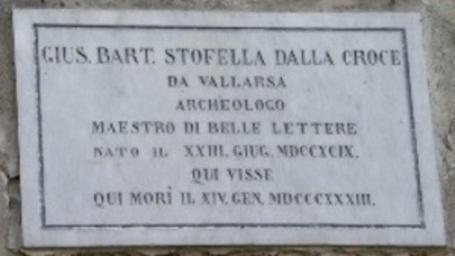 GIUS. BART. STOFELLA DALLA CROCE
DA VALLARSA
ARCHEOLOGO
MAESTRO DI BELLE LETTERE
NATO IL XXIII. GIUG. MDCCXCIX.
QUI VISSE
QUI MORÌ IL XIV. GEN. MDCCCXXXIII.